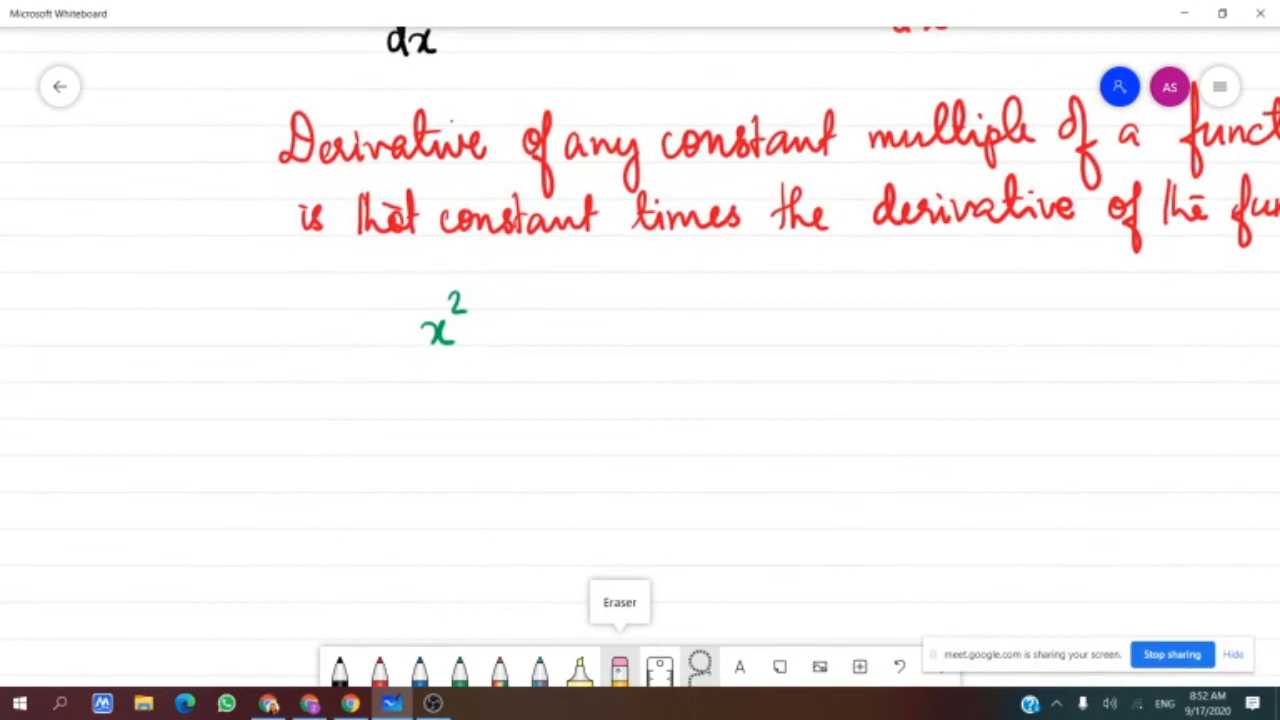 Microsoft Whiteboard
dx
dx
AS
Derivative of any constant multiple of a funct
is that constant times the derivative of the fun
x²
Eraser
A
meet.google.com is sharing your screen. Stop sharing Hide
ENG 8:52 AM
9/17/2020